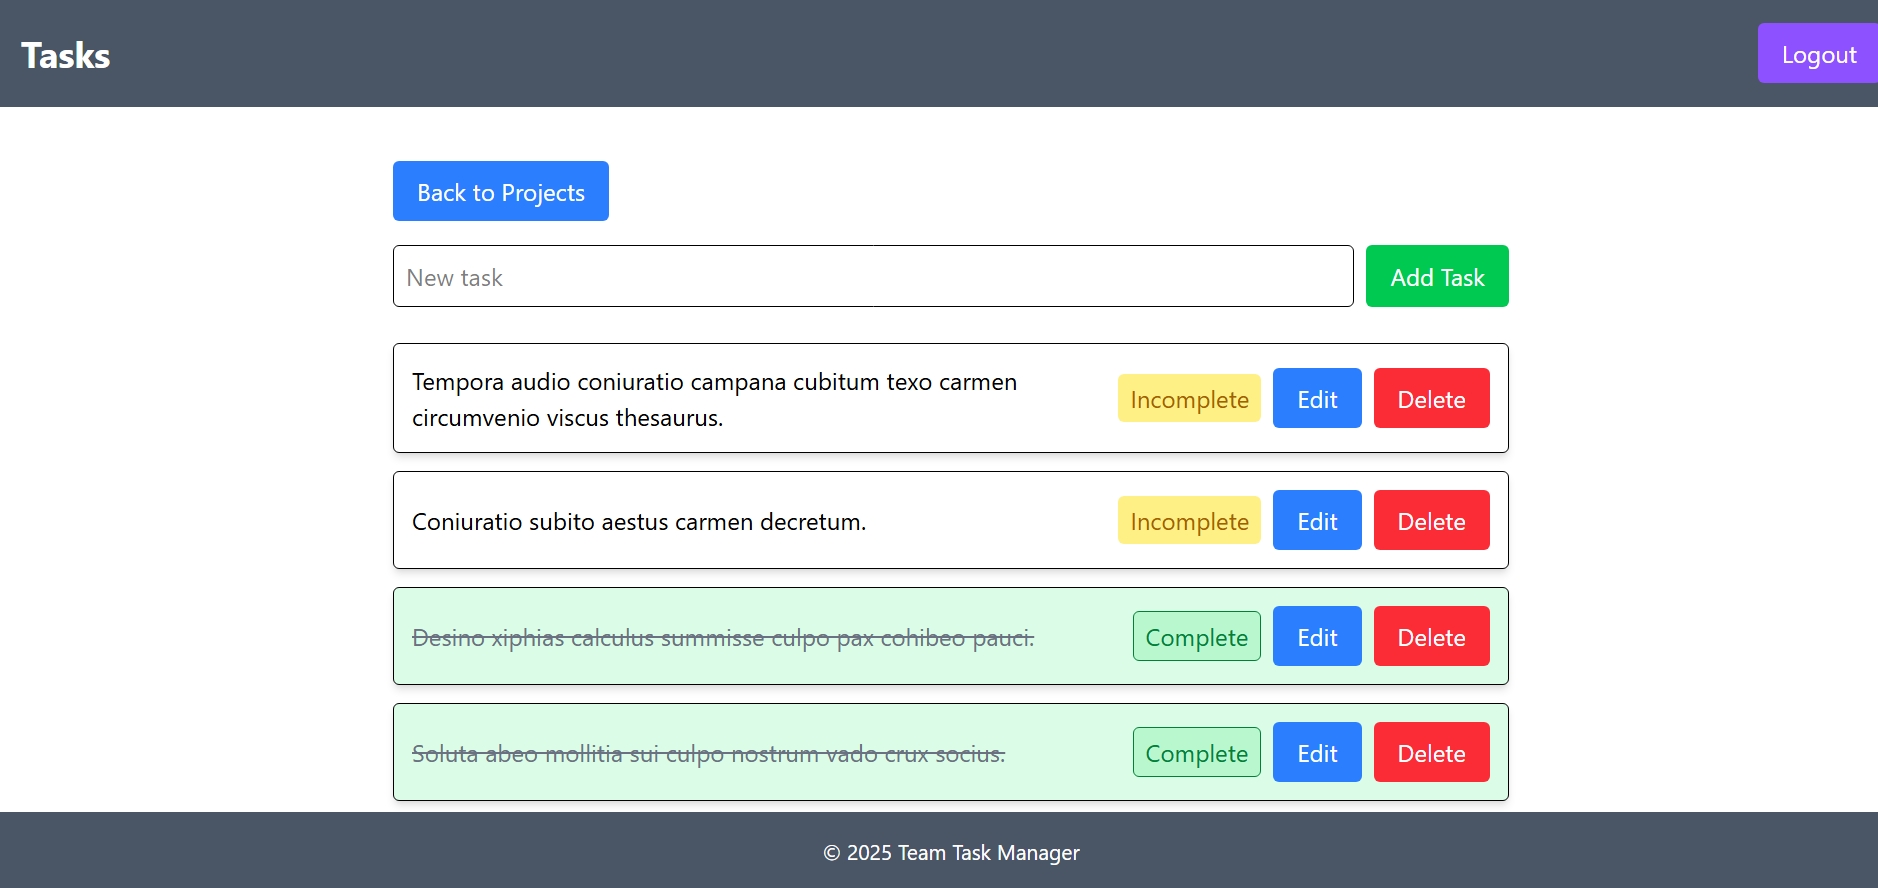 Tasks
Logout
Back to Projects
New task
Add Task
Tempora audio coniuratio campana cubitum texo carmen
circumvenio viscus thesaurus.
Incomplete
Edit
Delete
Coniuratio subito aestus carmen decretum.
Incomplete
Edit
Delete
Desino xiphias calculus summisse culpo pax cohibeo pauci.
Complete
Edit
Delete
Soluta abeo mollitia sui culpo nostrum vado crux socius.
Complete
Edit
Delete
© 2025 Team Task Manager